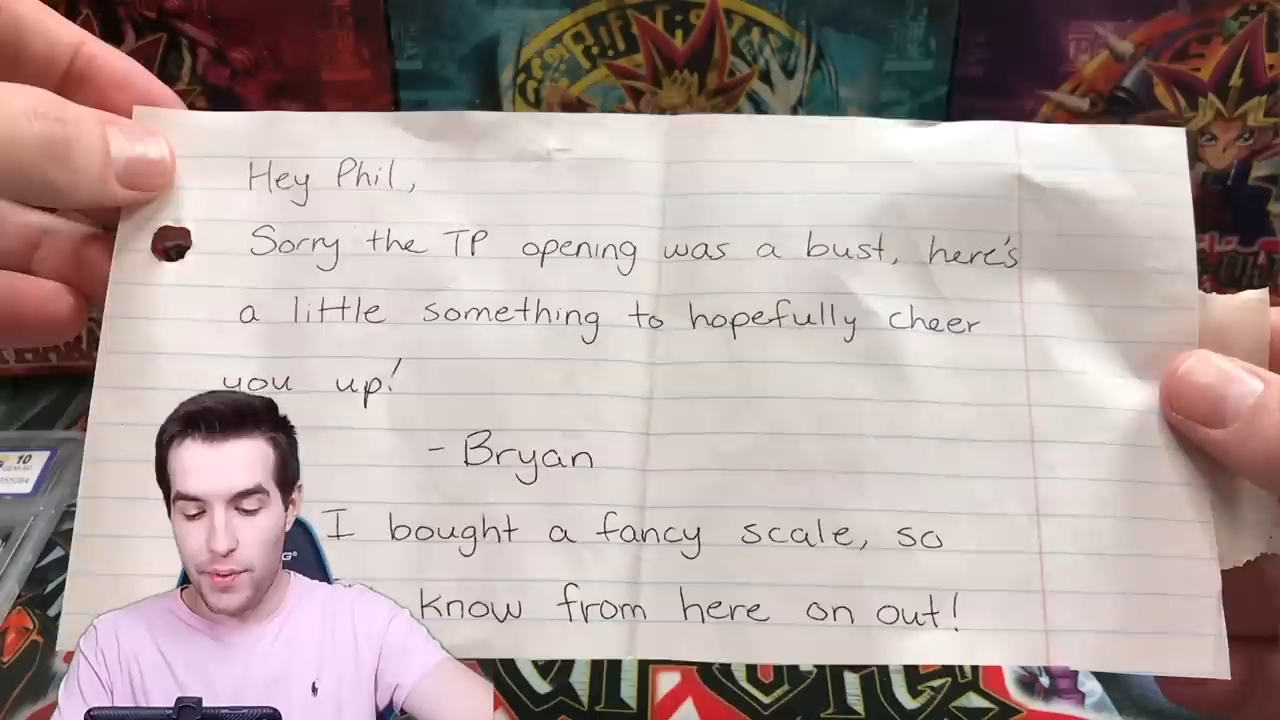 Hey Phil,
Sorry the TP opening was a bust, here's
a little something to hopefully cheer
you up!
- Bryan
I bought a fancy scale, so
know from here on out!
10